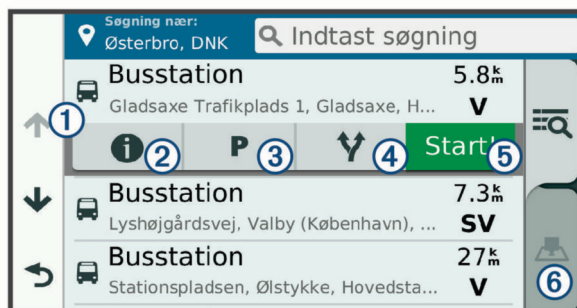 Søgning nær:
Østerbro, DNK
Indtast søgning
Busstation 5.8km
Gladsaxe Trafikplads 1, Gladsaxe, H... V
1
2
P 3
4
Start! 5
Busstation 7.3km
Lyshøjgårdsvej, Valby (København), ... SV
Busstation 27km
Stationspladsen, Ølstykke, Hovedsta... V
6